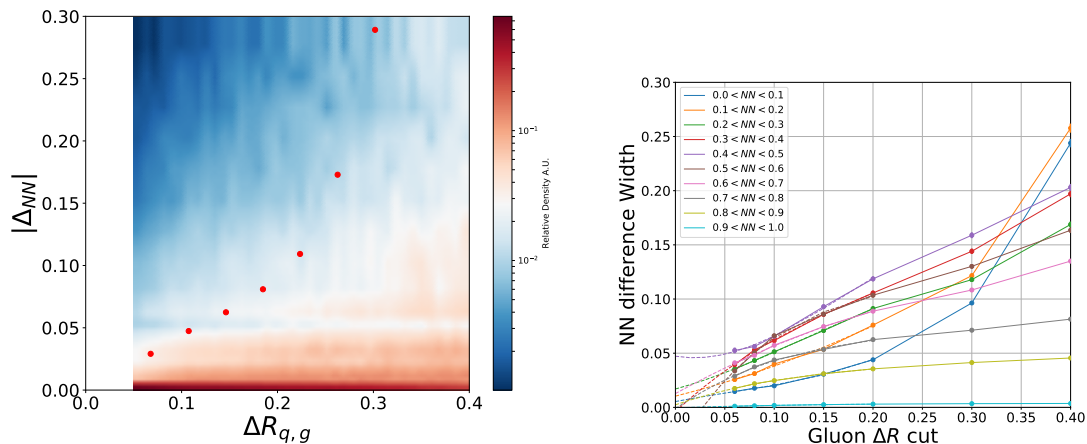 0.30
0.25
0.20
0.15
0.10
0.05
0.00
|Δ_NN|
0.0
0.1
0.2
0.3
0.4
ΔR_q,g
10⁻¹
10⁻²
Relative Density A.U.
0.30
0.25
0.20
0.15
0.10
0.05
0.00
NN difference Width
0.0 < NN < 0.1
0.1 < NN < 0.2
0.2 < NN < 0.3
0.3 < NN < 0.4
0.4 < NN < 0.5
0.5 < NN < 0.6
0.6 < NN < 0.7
0.7 < NN < 0.8
0.8 < NN < 0.9
0.9 < NN < 1.0
0.00 0.05 0.10 0.15 0.20 0.25 0.30 0.35 0.40
Gluon ΔR cut